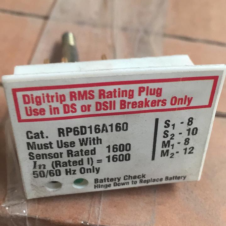 Digitrip RMS Rating Plug
Use in DS or DSII Breakers Only
Cat. RP6D16A160
Must Use With
Sensor Rated 1600
In (Rated I) = 1600
50/60 Hz Only
S1 - 8
S2 - 10
M1 - 8
M2 - 12
Battery Check
Hinge Down to Replace Battery